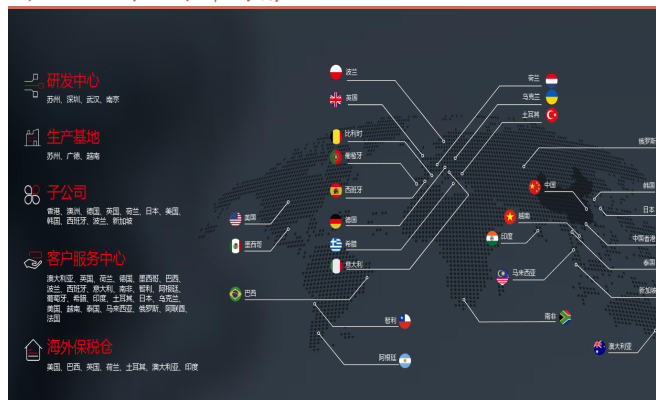 研发中心
苏州、深圳、武汉、南京
生产基地
苏州、广德、越南
子公司
香港、澳洲、德国、英国、荷兰、日本、美国、
韩国、西班牙、波兰、新加坡
客户服务中心
澳大利亚、英国、荷兰、德国、墨西哥、巴西、
波兰、西班牙、意大利、南非、智利、阿根廷、
葡萄牙、希腊、印度、土耳其、日本、乌克兰、
美国、越南、泰国、马来西亚、俄罗斯、阿联酋、
法国
海外保税仓
美国、巴西、英国、荷兰、土耳其、澳大利亚、印度
波兰
英国
比利时
葡萄牙
西班牙
德国
希腊
意大利
美国
墨西哥
巴西
智利
阿根廷
荷兰
乌克兰
土耳其
俄罗斯
中国
韩国
日本
越南
印度
中国香港
泰国
马来西亚
新加坡
南非
澳大利亚